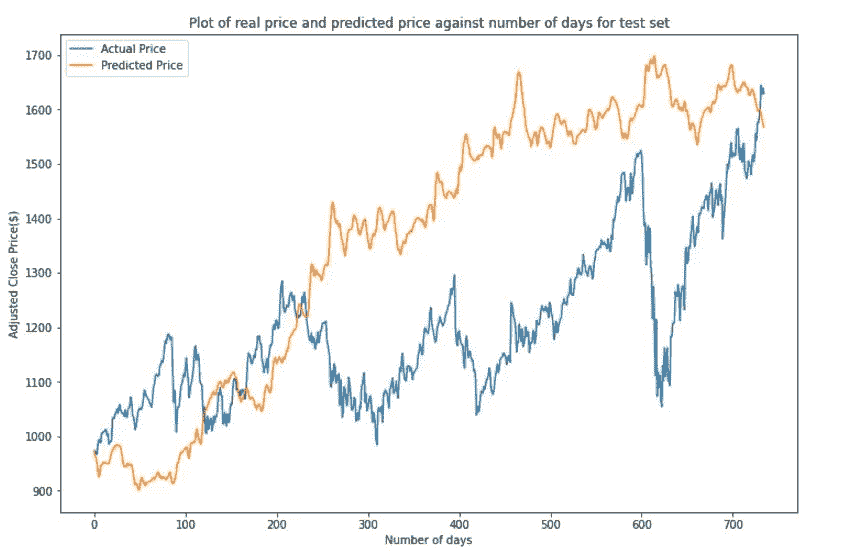 Plot of real price and predicted price against number of days for test set
Actual Price
Predicted Price
Adjusted Close Price($)
1700
1600
1500
1400
1300
1200
1100
1000
900
0 100 200 300 400 500 600 700
Number of days